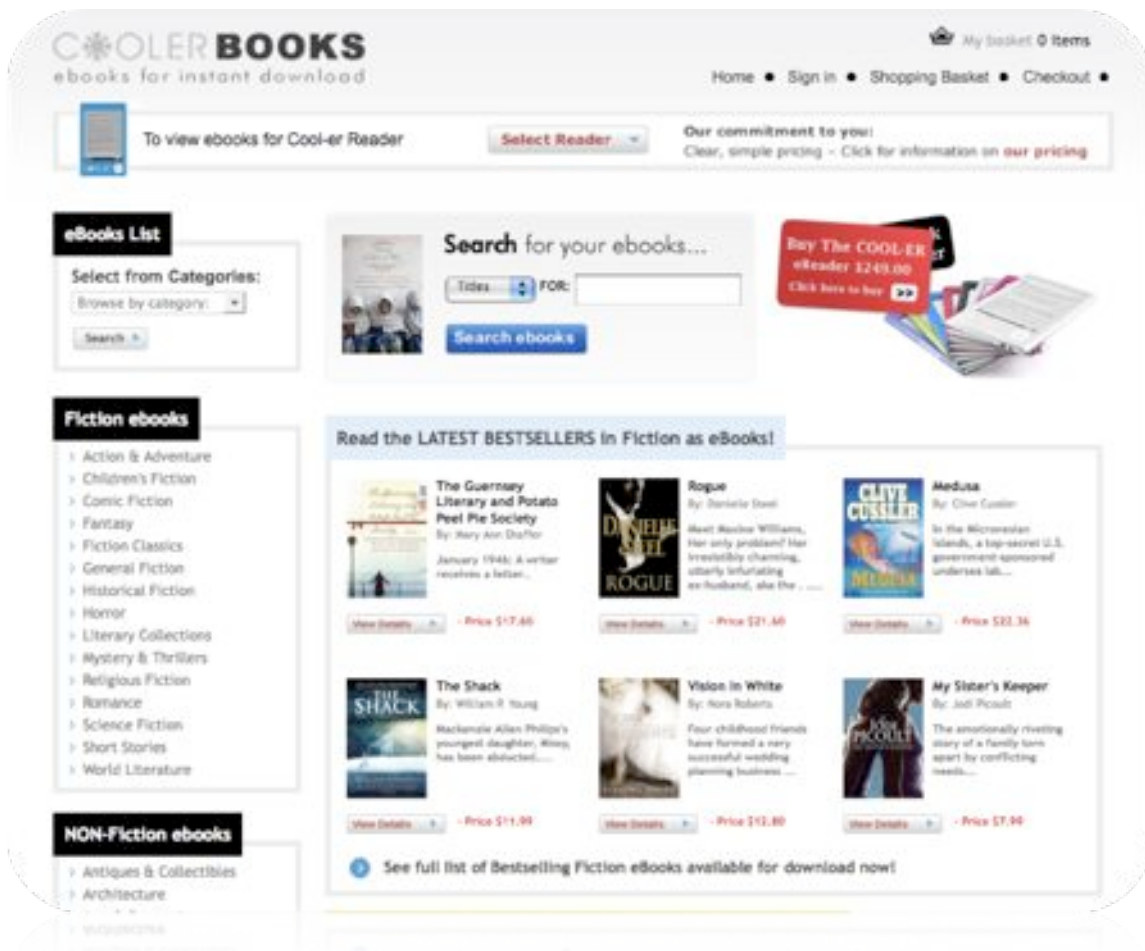 COOLERBOOKS
ebooks for instant download
My basket 0 Items
Home • Sign in • Shopping Basket • Checkout •
To view ebooks for Cool-er Reader
Select Reader
Our commitment to you:
Clear, simple pricing - Click for information on our pricing
eBooks List
Select from Categories:
Browse by category:
Search
Search for your ebooks...
Titles
FOR:
Search ebooks
Buy The COOL-ER
eReader $249.00
Click here to buy >>
Fiction ebooks
Action & Adventure
Children's Fiction
Comic Fiction
Fantasy
Fiction Classics
General Fiction
Historical Fiction
Horror
Literary Collections
Mystery & Thrillers
Religious Fiction
Romance
Science Fiction
Short Stories
World Literature
NON-Fiction ebooks
Antiques & Collectibles
Architecture
Read the LATEST BESTSELLERS in Fiction as eBooks!
The Guernsey
Literary and Potato
Peel Pie Society
By: Mary Ann Shaffer
January 1946: A writer
receives a letter..
View Details
- Price $17.60
DANIELLE
STEEL
ROGUE
Rogue
By: Danielle Steel
Meet Maxine Williams,
Her only problem? Her
irresistibly charming,
utterly infuriating
ex-husband, aka the . ....
View Details
- Price $21.60
CLIVE
CUSSLER
MEDUSA
Medusa
By: Clive Cussler
In the Micronesian
Islands, a top-secret U.S.
government-sponsored
undersea lab...
View Details
- Price $22.36
THE
SHACK
The Shack
By: William P. Young
Mackenzie Allen Philips's
youngest daughter, Missy,
has been abducted....
View Details
- Price $11.99
Vision in White
By: Nora Roberts
Four childhood friends
have formed a very
successful wedding
planning business ...
View Details
- Price $12.80
JODI
PICOULT
My Sister's Keeper
By: Jodi Picoult
The emotionally riveting
story of a family torn
apart by conflicting
needs...
View Details
- Price $7.99
See full list of Bestselling Fiction eBooks available for download now!